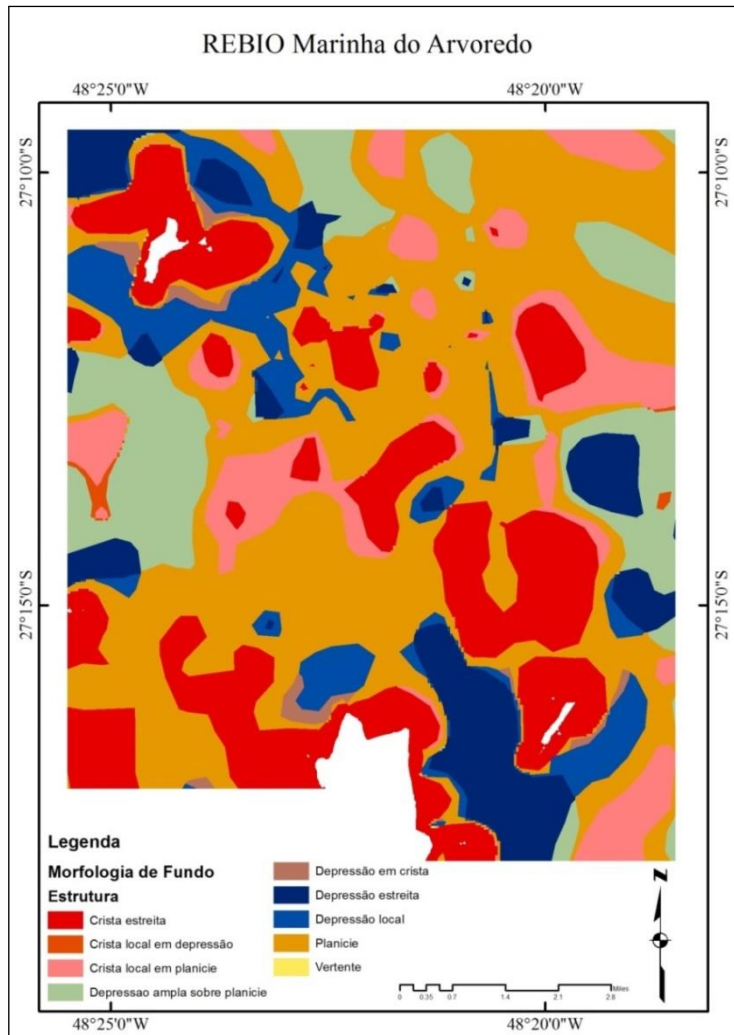 REBIO Marinha do Arvoredo
48°25'0"W
48°20'0"W
27°10'0"S
27°10'0"S
27°15'0"S
27°15'0"S
Legenda
Morfologia de Fundo
Estrutura
Crista estreita
Crista local em depressão
Crista local em planicie
Depressao ampla sobre planicie
Depressão em crista
Depressão estreita
Depressão local
Planicie
Vertente
N
Miles
0 0.35 0.7 1.4 2.1 2.8
48°25'0"W
48°20'0"W